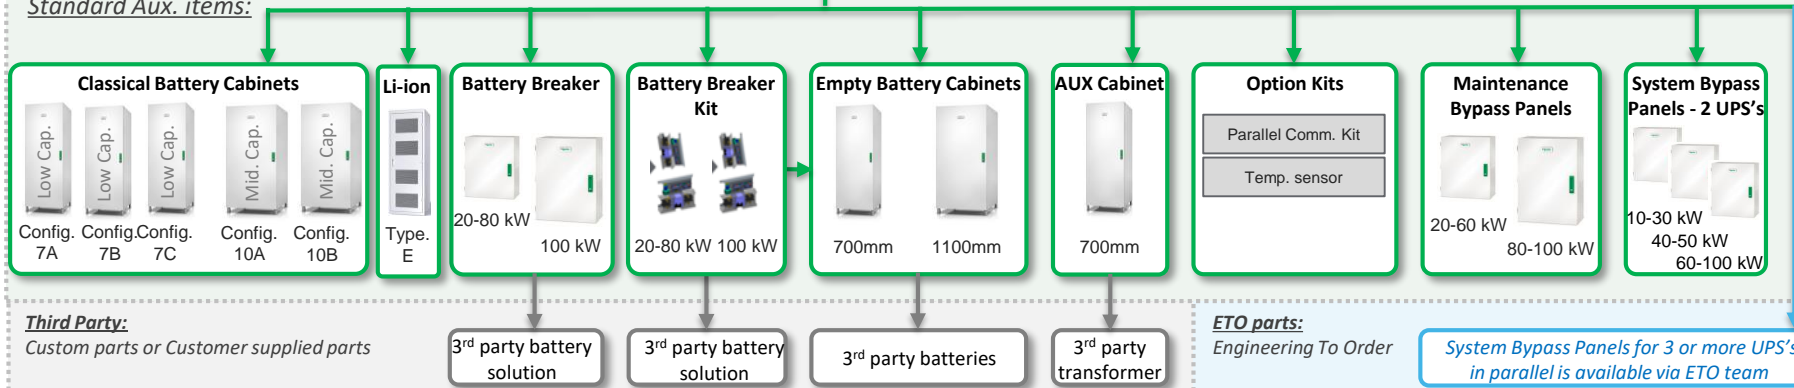 Standard Aux. items:
Classical Battery Cabinets
Low Cap.
Low Cap.
Low Cap.
Mid. Cap.
Mid. Cap.
Config. 7A
Config. 7B
Config. 7C
Config. 10A
Config. 10B
Li-ion
Type. E
Battery Breaker
20-80 kW
100 kW
Battery Breaker
Kit
20-80 kW 100 kW
Empty Battery Cabinets
700mm
1100mm
AUX Cabinet
700mm
Option Kits
Parallel Comm. Kit
Temp. sensor
Maintenance
Bypass Panels
20-60 kW
80-100 kW
System Bypass
Panels - 2 UPS's
10-30 kW
40-50 kW
60-100 kW
Third Party:
Custom parts or Customer supplied parts
3rd party battery
solution
3rd party battery
solution
3rd party batteries
3rd party
transformer
ETO parts:
Engineering To Order
System Bypass Panels for 3 or more UPS's
in parallel is available via ETO team